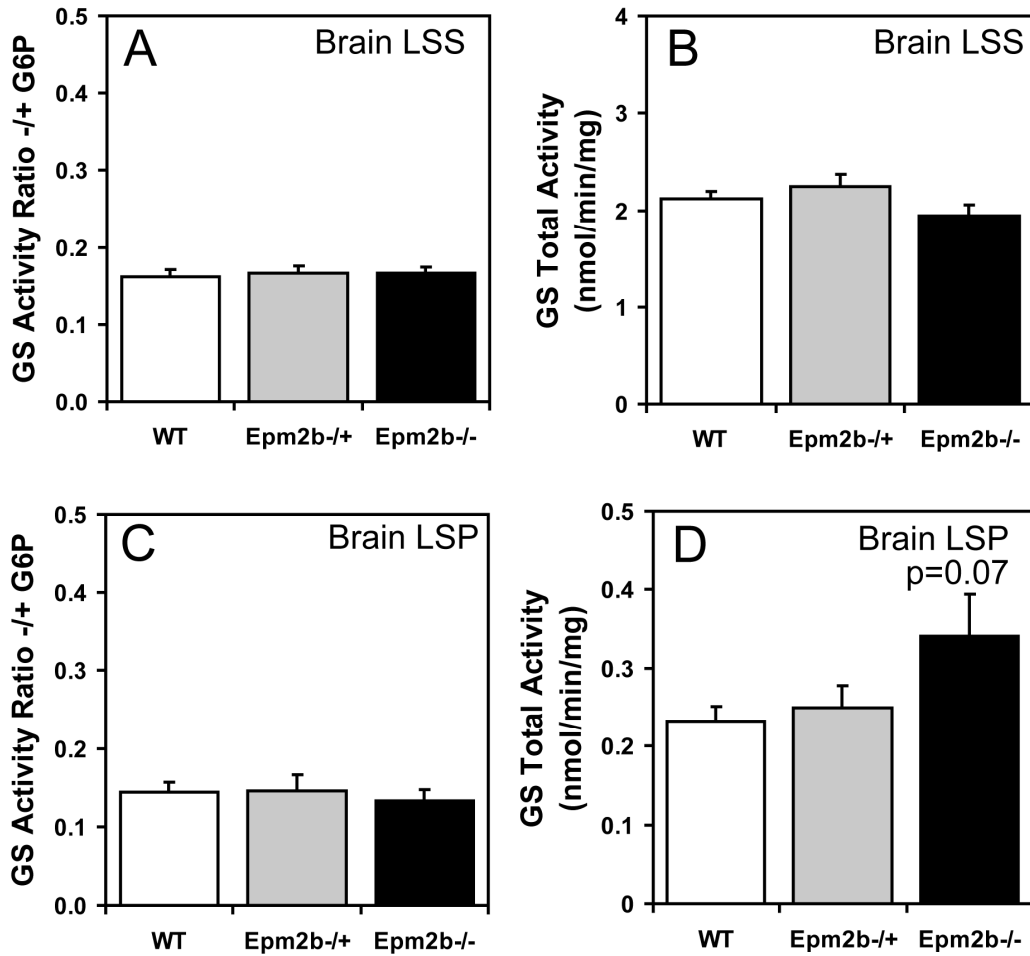 A
Brain LSS
GS Activity Ratio -/+ G6P
0.5
0.4
0.3
0.2
0.1
0.0
WT
Epm2b-/+
Epm2b-/-
B
Brain LSS
GS Total Activity
(nmol/min/mg)
4
3
2
1
0
WT
Epm2b-/+
Epm2b-/-
C
Brain LSP
GS Activity Ratio -/+ G6P
0.5
0.4
0.3
0.2
0.1
0.0
WT
Epm2b-/+
Epm2b-/-
D
Brain LSP
p=0.07
GS Total Activity
(nmol/min/mg)
0.5
0.4
0.3
0.2
0.1
0
WT
Epm2b-/+
Epm2b-/-